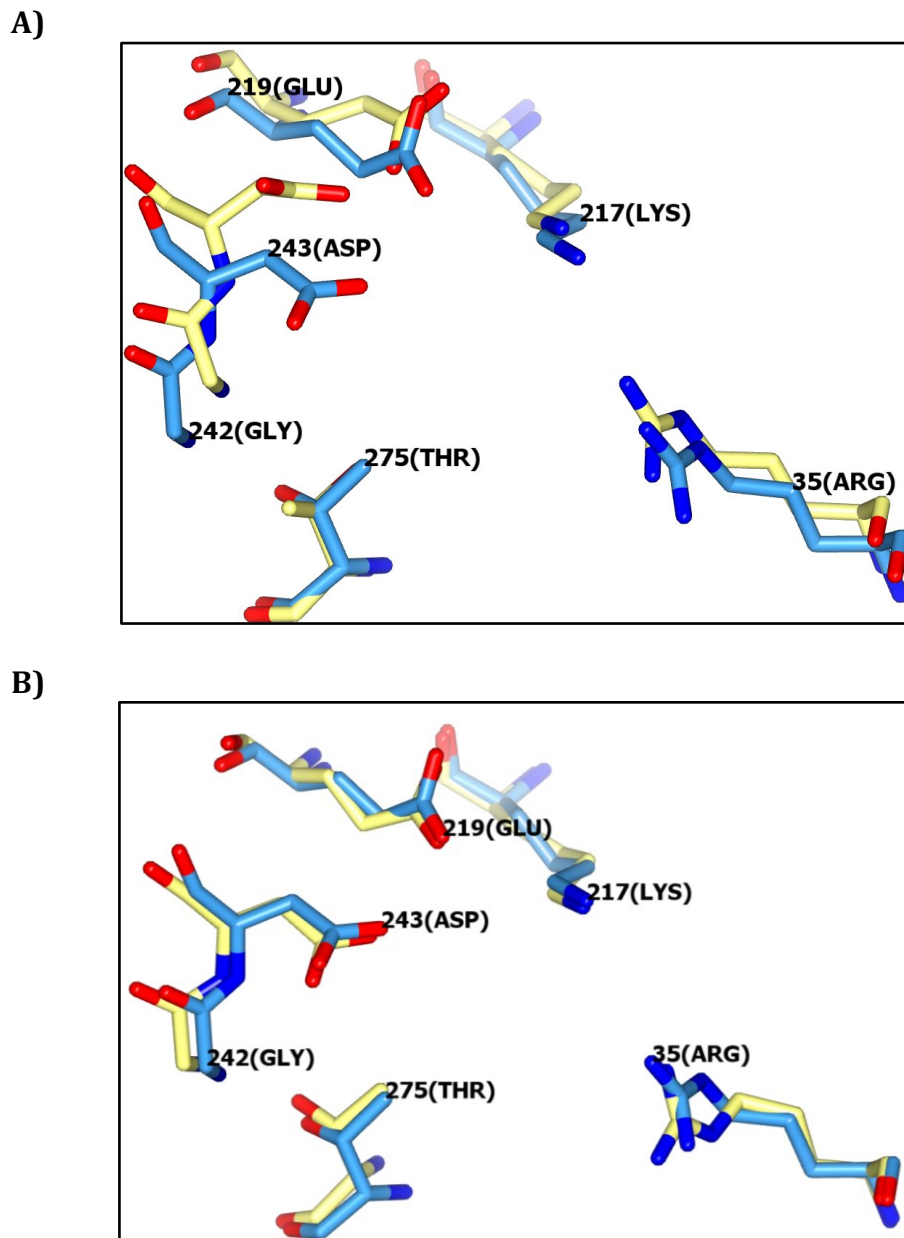 A)
219(GLU)
217(LYS)
243(ASP)
242(GLY)
275(THR)
35(ARG)
B)
219(GLU)
217(LYS)
243(ASP)
242(GLY)
35(ARG)
275(THR)